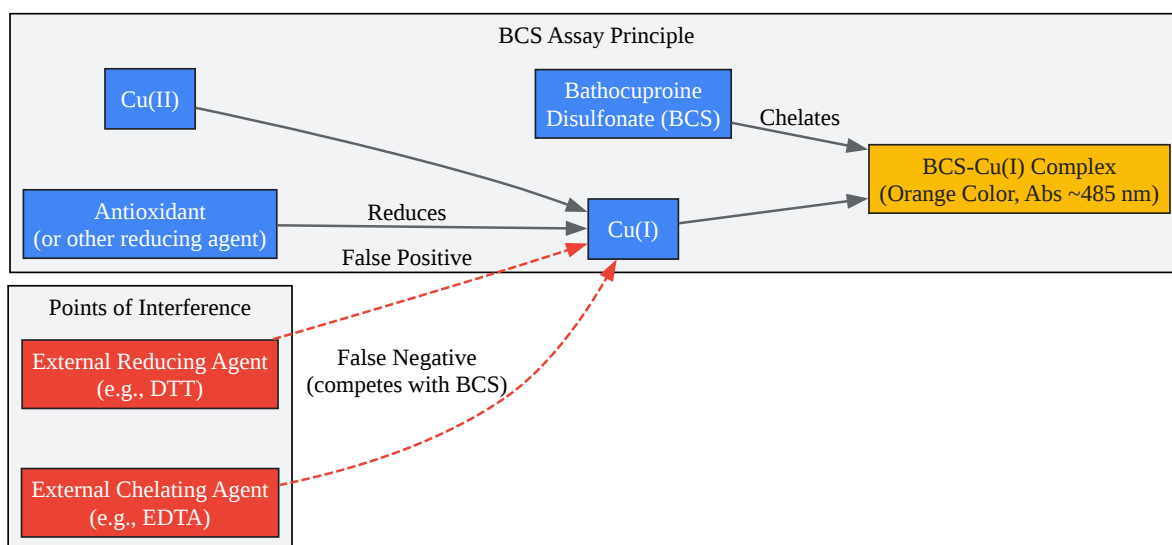 BCS Assay Principle
Cu(II)
Bathocuproine
Disulfonate (BCS)
Chelates
BCS-Cu(I) Complex
(Orange Color, Abs ~485 nm)
Antioxidant
(or other reducing agent)
Reduces
Cu(I)
False Positive
Points of Interference
External Reducing Agent
(e.g., DTT)
False Negative
(competes with BCS)
External Chelating Agent
(e.g., EDTA)